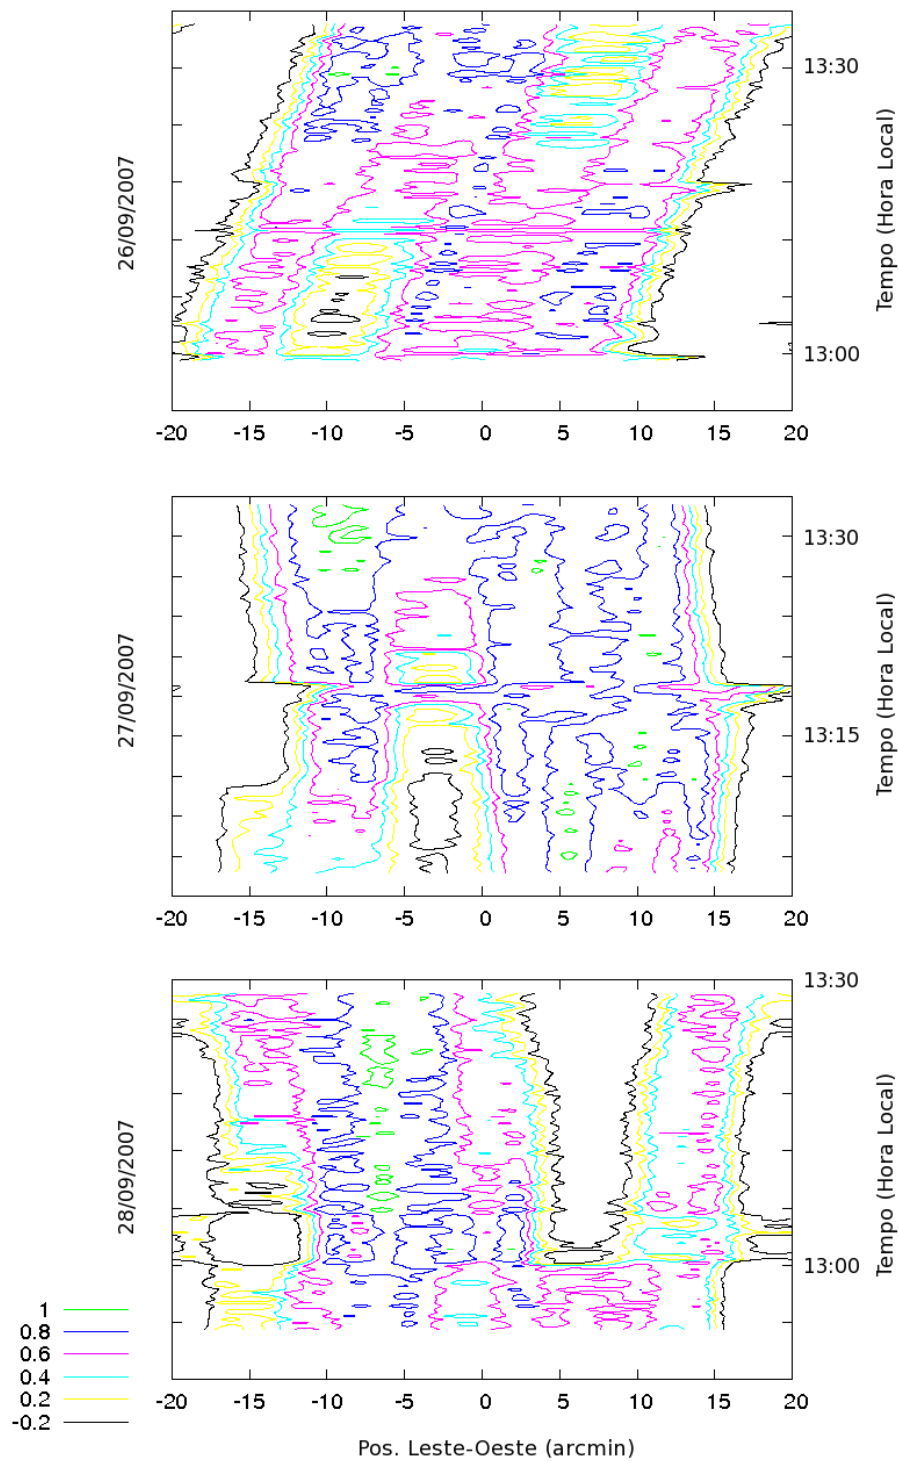 13:30
13:00
26/09/2007
Tempo (Hora Local)
-20 -15 -10 -5 0 5 10 15 20
13:30
13:15
27/09/2007
Tempo (Hora Local)
-20 -15 -10 -5 0 5 10 15 20
13:30
13:00
28/09/2007
Tempo (Hora Local)
1
0.8
0.6
0.4
0.2
-0.2
-20 -15 -10 -5 0 5 10 15 20
Pos. Leste-Oeste (arcmin)